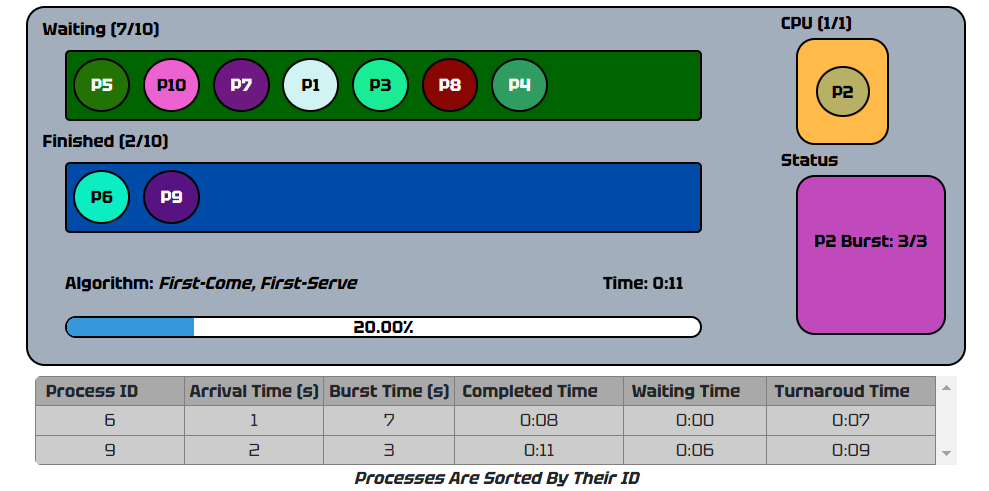 Waiting (7/10)
P5 P10 P7 P1 P3 P8 P4
CPU (1/1)
P2
Finished (2/10)
P6 P9
Status
P2 Burst: 3/3
Algorithm: First-Come, First-Serve
Time: 0:11
20.00%
Process ID Arrival Time (s) Burst Time (s) Completed Time Waiting Time Turnaroud Time
6 1 7 0:08 0:00 0:07
9 2 3 0:11 0:06 0:09
Processes Are Sorted By Their ID